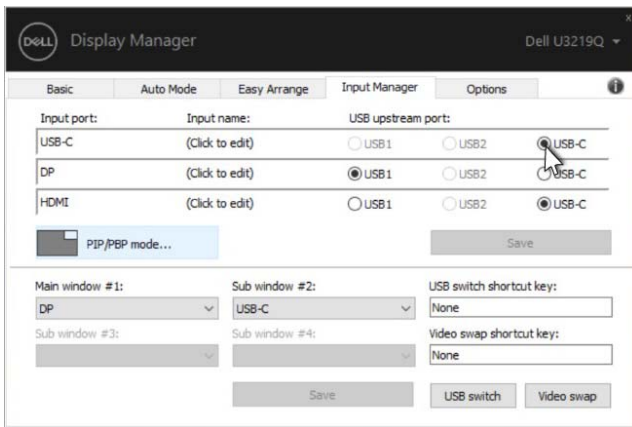 DELL Display Manager Dell U3219Q
Basic Auto Mode Easy Arrange Input Manager Options
Input port: Input name: USB upstream port:
USB-C (Click to edit) USB1 USB2 USB-C
DP (Click to edit) USB1 USB2 USB-C
HDMI (Click to edit) USB1 USB2 USB-C
PIP/PBP mode... Save
Main window #1: Sub window #2: USB switch shortcut key:
DP USB-C None
Sub window #3: Sub window #4: Video swap shortcut key:
None
Save USB switch Video swap